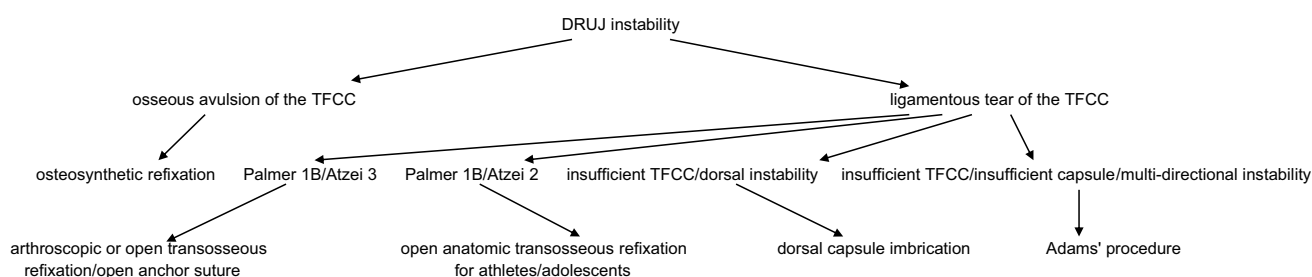 DRUJ instability
osseous avulsion of the TFCC
ligamentous tear of the TFCC
osteosynthetic refixation
Palmer 1B/Atzei 3
Palmer 1B/Atzei 2
insufficient TFCC/dorsal instability
insufficient TFCC/insufficient capsule/multi-directional instability
arthroscopic or open transosseous
refixation/open anchor suture
open anatomic transosseous refixation
for athletes/adolescents
dorsal capsule imbrication
Adams' procedure